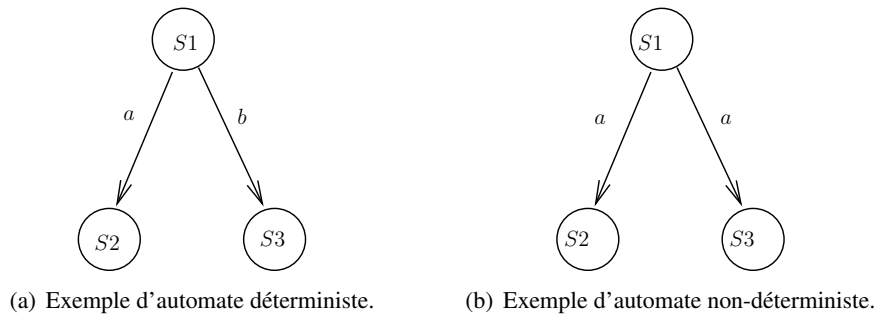 S1
a
b
S2
S3
(a) Exemple d'automate déterministe.
S1
a
a
S2
S3
(b) Exemple d'automate non-déterministe.